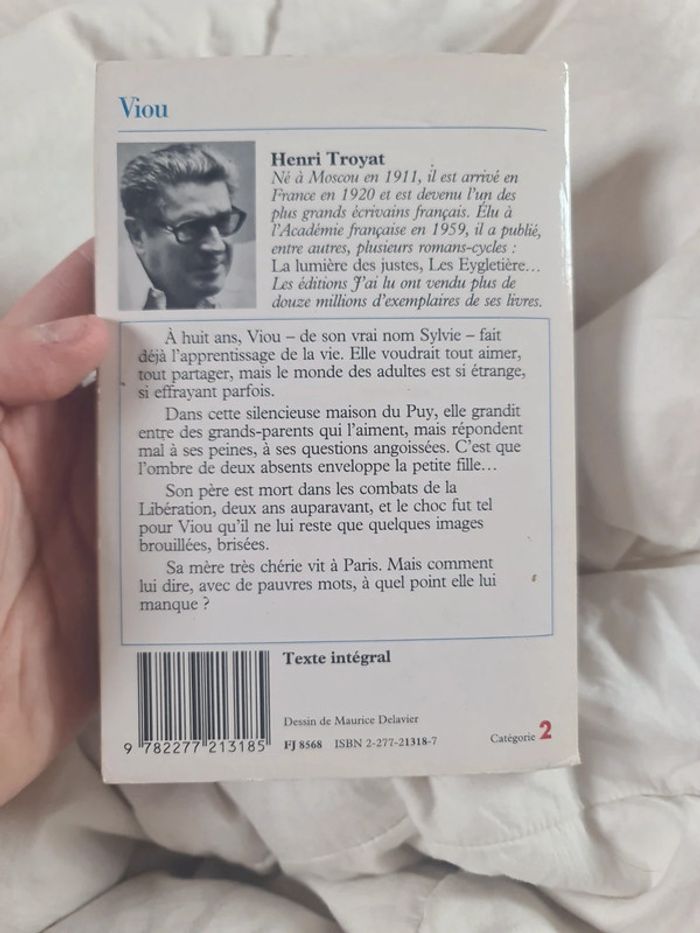 Viou
Henri Troyat
Né à Moscou en 1911, il est arrivé en
France en 1920 et est devenu l'un des
plus grands écrivains français. Élu à
l'Académie française en 1959, il a publié,
entre autres, plusieurs romans-cycles :
La lumière des justes, Les Eygletière...
Les éditions J'ai lu ont vendu plus de
douze millions d'exemplaires de ses livres.
À huit ans, Viou – de son vrai nom Sylvie – fait
déjà l'apprentissage de la vie. Elle voudrait tout aimer,
tout partager, mais le monde des adultes est si étrange,
si effrayant parfois.
Dans cette silencieuse maison du Puy, elle grandit
entre des grands-parents qui l'aiment, mais répondent
mal à ses peines, à ses questions angoissées. C'est que
l'ombre de deux absents enveloppe la petite fille...
Son père est mort dans les combats de la
Libération, deux ans auparavant, et le choc fut tel
pour Viou qu'il ne lui reste que quelques images
brouillées, brisées.
Sa mère très chérie vit à Paris. Mais comment
lui dire, avec de pauvres mots, à quel point elle lui
manque ?
Texte intégral
Dessin de Maurice Delavier
FJ 8568 ISBN 2-277-21318-7
Catégorie 2
9 782277 213185